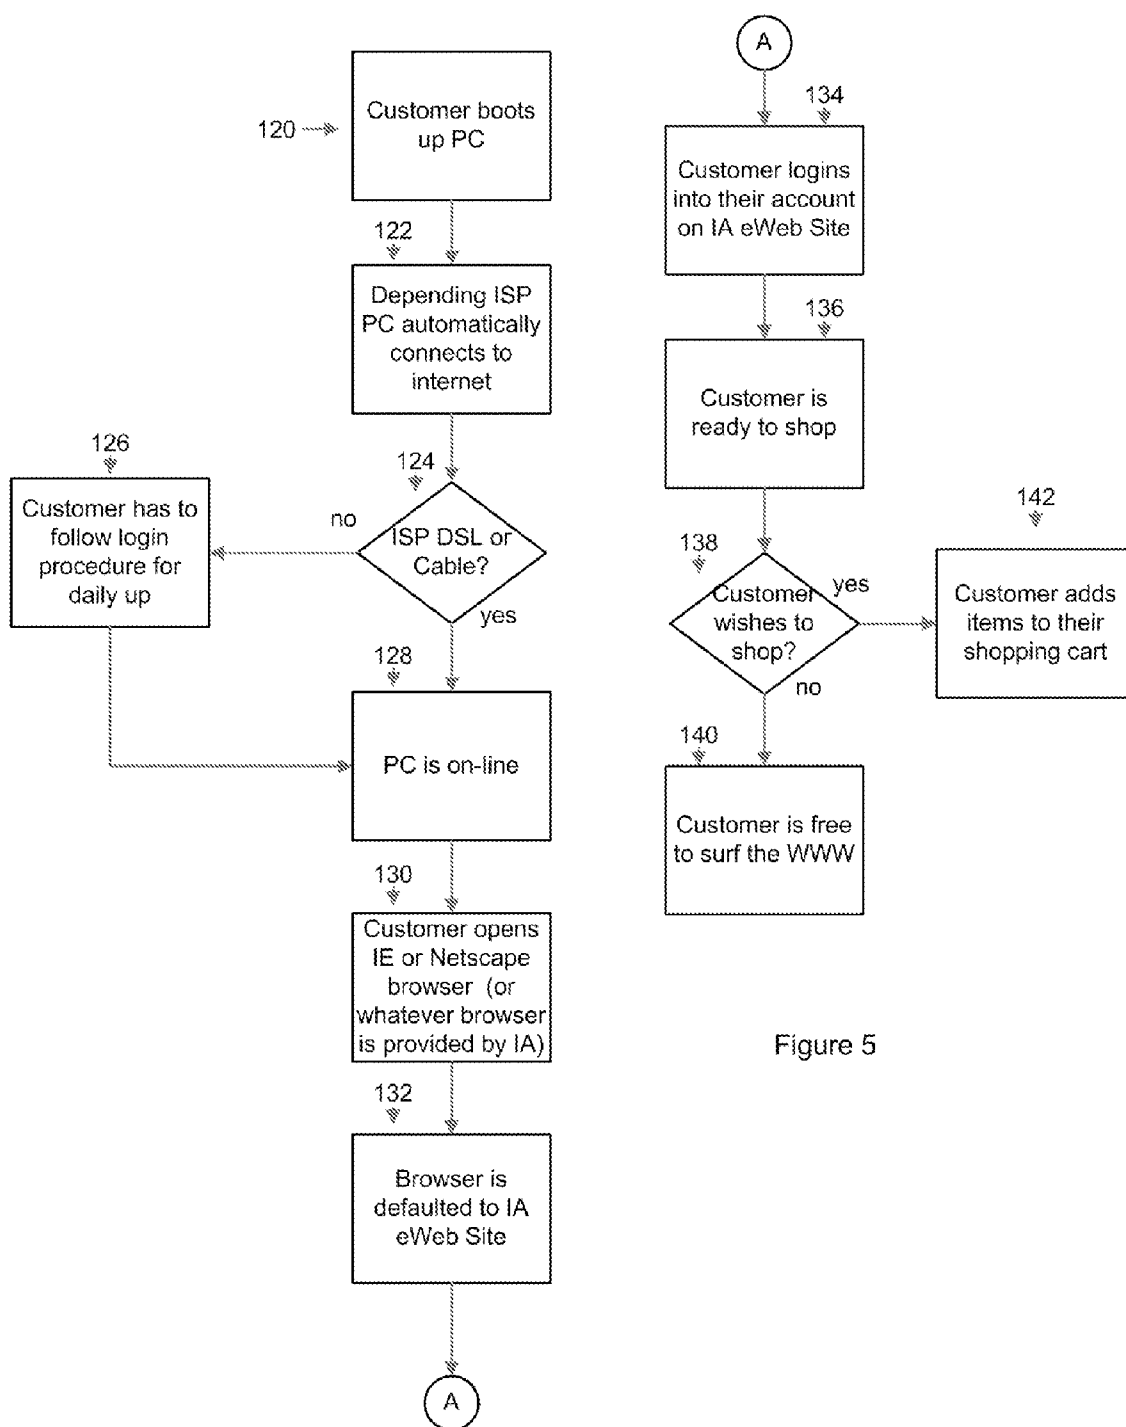 120
Customer boots
up PC
122
Depending ISP
PC automatically
connects to
internet
124
ISP DSL or
Cable?
no
yes
126
Customer has to
follow login
procedure for
daily up
128
PC is on-line
130
Customer opens
IE or Netscape
browser (or
whatever browser
is provided by IA)
132
Browser is
defaulted to IA
eWeb Site
A
A
134
Customer logins
into their account
on IA eWeb Site
136
Customer is
ready to shop
138
Customer
wishes to
shop?
yes
no
142
Customer adds
items to their
shopping cart
140
Customer is free
to surf the WWW
Figure 5